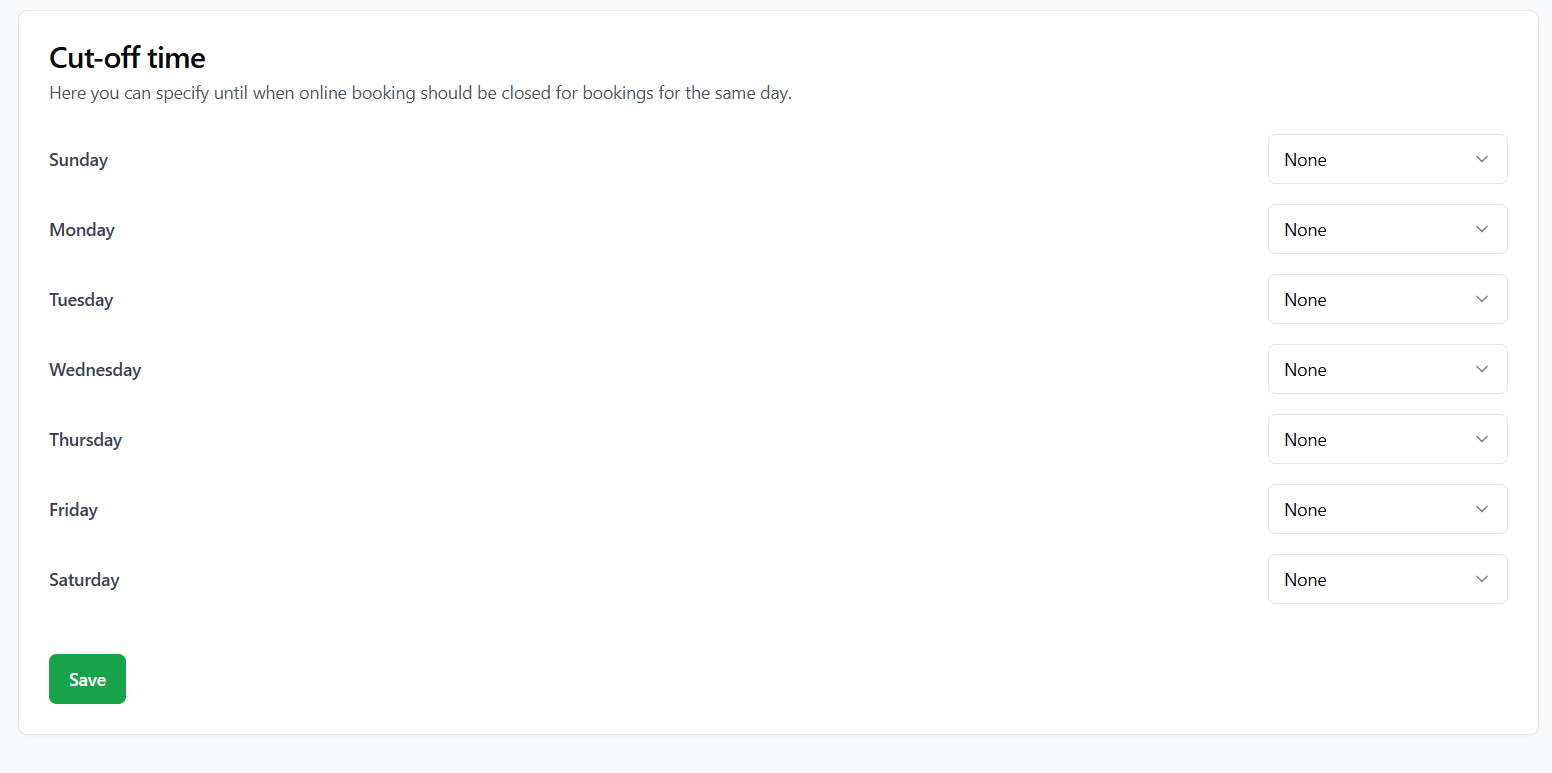 Cut-off time
Here you can specify until when online booking should be closed for bookings for the same day.
Sunday None
Monday None
Tuesday None
Wednesday None
Thursday None
Friday None
Saturday None
Save